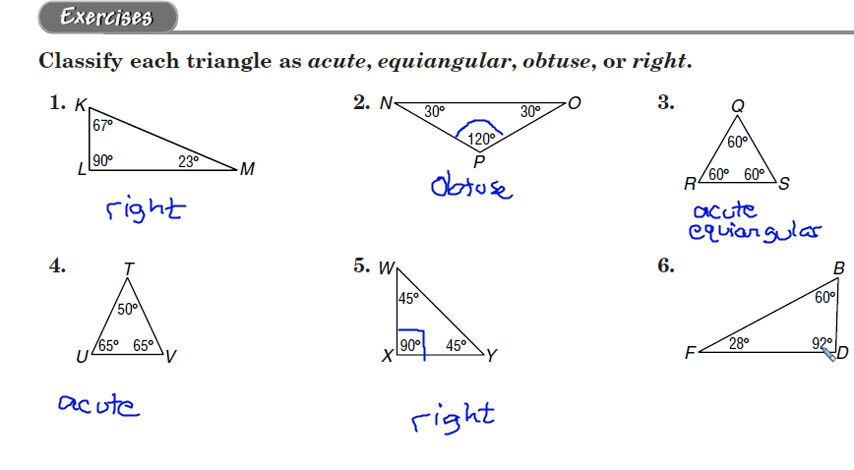 Exercises
Classify each triangle as acute, equiangular, obtuse, or right.
1. K 67° L 90° 23° M
right
2. N 30° 30° O 120° P
Obtuse
3. Q 60° R 60° 60° S
acute
equiangular
4. T 50° U 65° 65° V
acute
5. W 45° X 90° 45° Y
right
6. B 60° F 28° 92° D